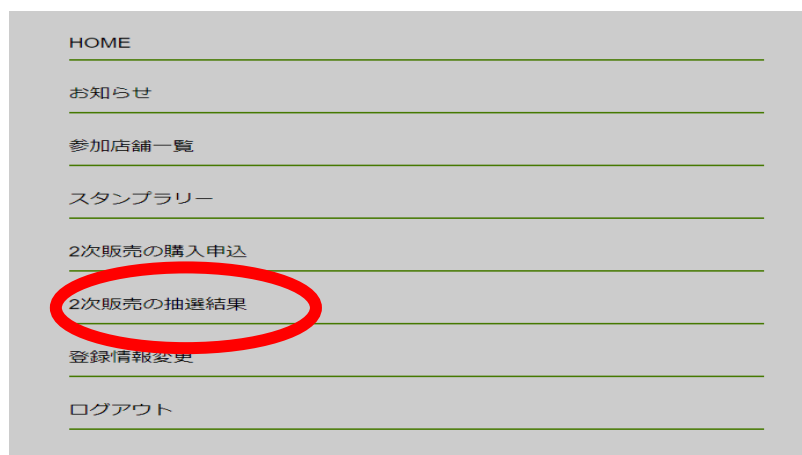 HOME
お知らせ
参加店舗一覧
スタンプラリー
2次販売の購入申込
2次販売の抽選結果
登録情報変更
ログアウト